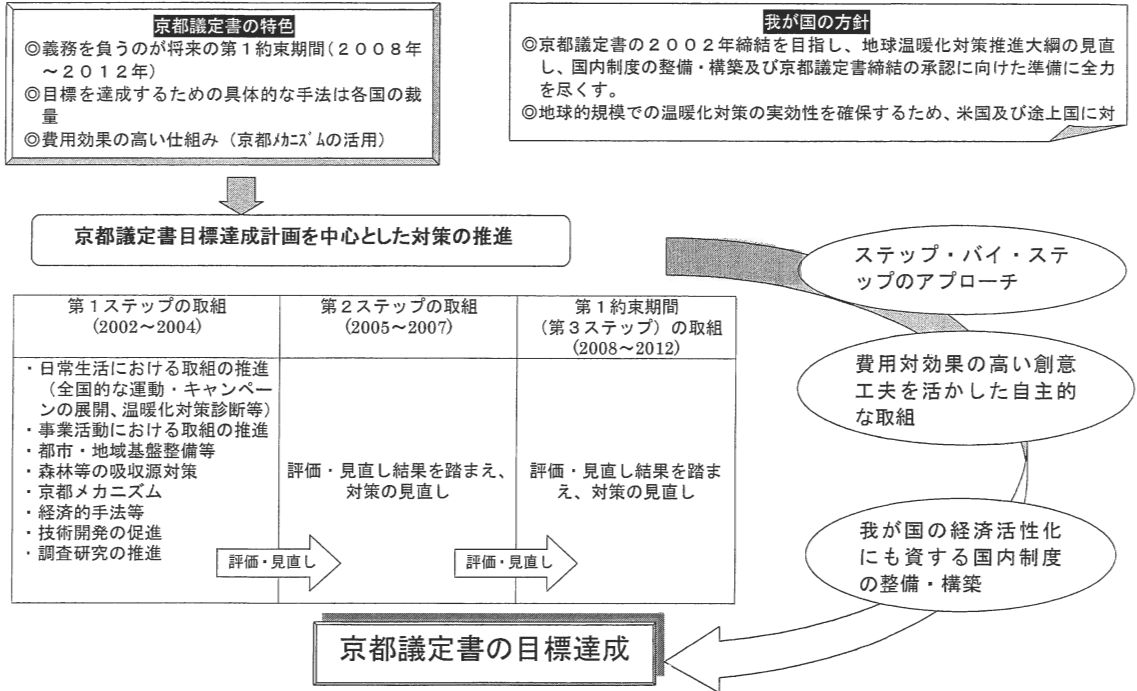 京都議定書の特色
◎義務を負うのが将来の第1約束期間（２００８年
～２０１２年）
◎目標を達成するための具体的な手法は各国の裁
量
◎費用効果の高い仕組み（京都ﾒｶﾆｽﾞﾑの活用）
我が国の方針
◎京都議定書の２００２年締結を目指し、地球温暖化対策推進大綱の見直
し、国内制度の整備・構築及び京都議定書締結の承認に向けた準備に全力
を尽くす。
◎地球的規模での温暖化対策の実効性を確保するため、米国及び途上国に対
京都議定書目標達成計画を中心とした対策の推進
第１ステップの取組
(2002～2004)
・日常生活における取組の推進
（全国的な運動・キャンペー
ンの展開、温暖化対策診断等）
・事業活動における取組の推進
・都市・地域基盤整備等
・森林等の吸収源対策
・京都メカニズム
・経済的手法等
・技術開発の促進
・調査研究の推進
評価・見直し
第２ステップの取組
(2005～2007)
評価・見直し結果を踏まえ、
対策の見直し
評価・見直し
第１約束期間
（第３ステップ）の取組
(2008～2012)
評価・見直し結果を踏ま
え、対策の見直し
ステップ・バイ・ステ
ップのアプローチ
費用対効果の高い創意
工夫を活かした自主的
な取組
我が国の経済活性化
にも資する国内制度
の整備・構築
京都議定書の目標達成